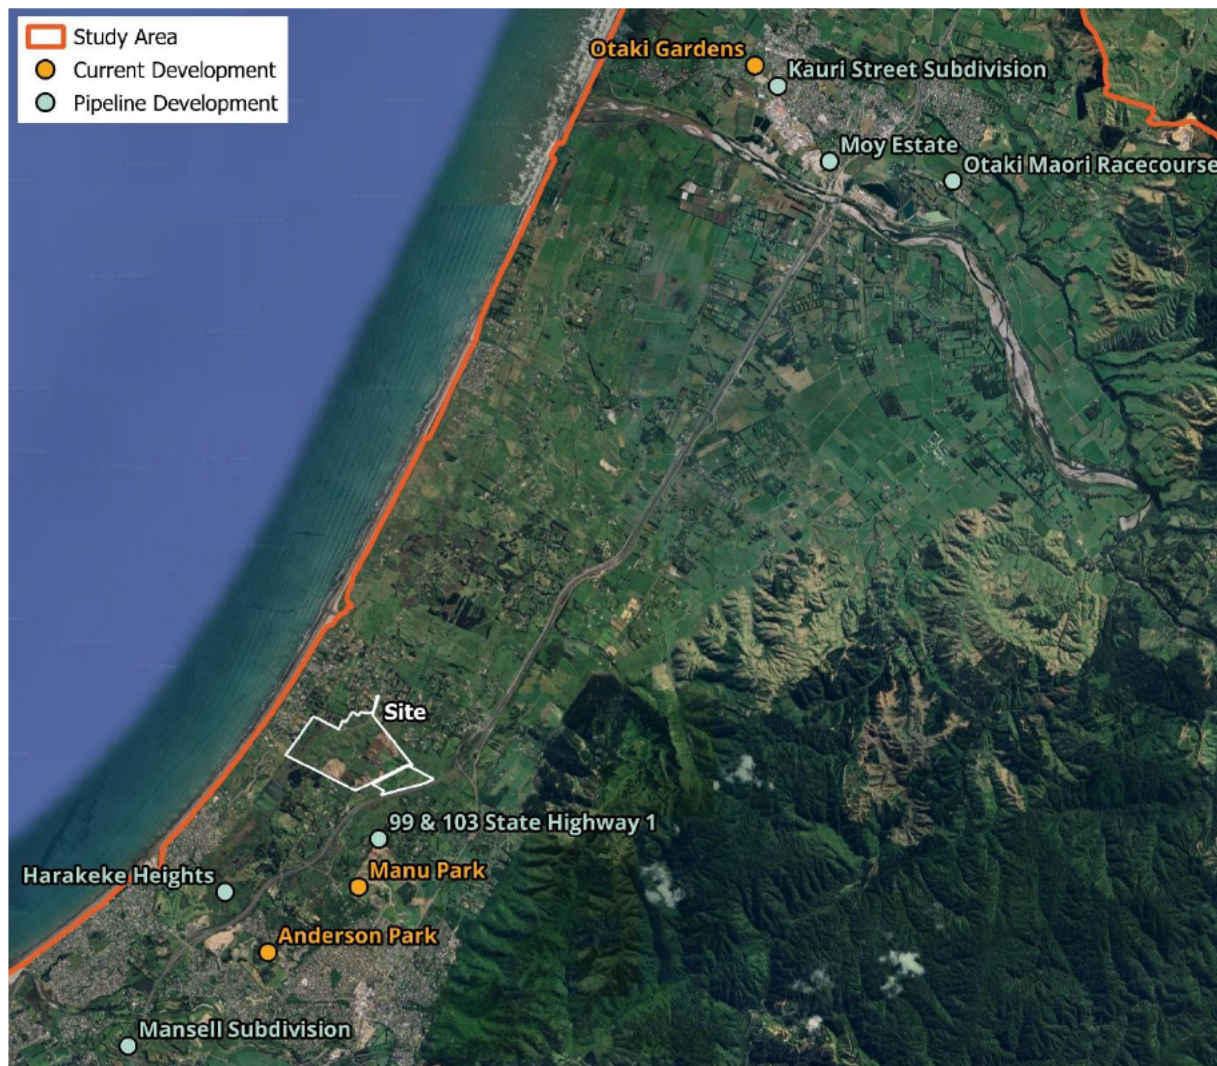 Study Area
Current Development
Pipeline Development
Otaki Gardens
Kauri Street Subdivision
Moy Estate
Otaki Maori Racecourse
Site
99 & 103 State Highway 1
Harakeke Heights
Manu Park
Anderson Park
Mansell Subdivision